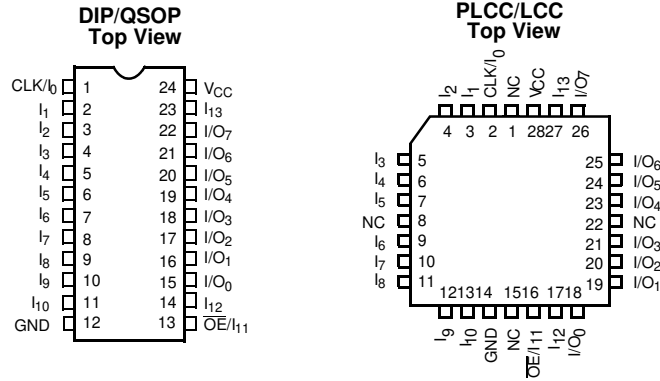 DIP/QSOP
Top View
CLK/I0 1 24 VCC
I1 2 23 I13
I2 3 22 I/O7
I3 4 21 I/O6
I4 5 20 I/O5
I5 6 19 I/O4
I6 7 18 I/O3
I7 8 17 I/O2
I8 9 16 I/O1
I9 10 15 I/O0
I10 11 14 I12
GND 12 13 OE/I11
PLCC/LCC
Top View
I2 I1 CLK/I0 NC VCC I13 I/O7
4 3 2 1 28 27 26
I3 5 25 I/O6
I4 6 24 I/O5
I5 7 23 I/O4
NC 8 22 NC
I6 9 21 I/O3
I7 10 20 I/O2
I8 11 19 I/O1
12 13 14 15 16 17 18
I9 I10 GND NC OE/I11 I12 I/O0